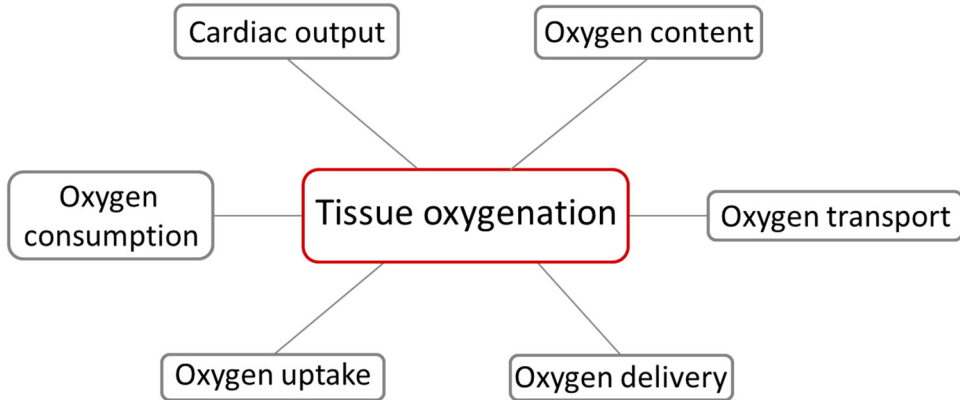 Cardiac output
Oxygen content
Oxygen
consumption
Tissue oxygenation
Oxygen transport
Oxygen uptake
Oxygen delivery